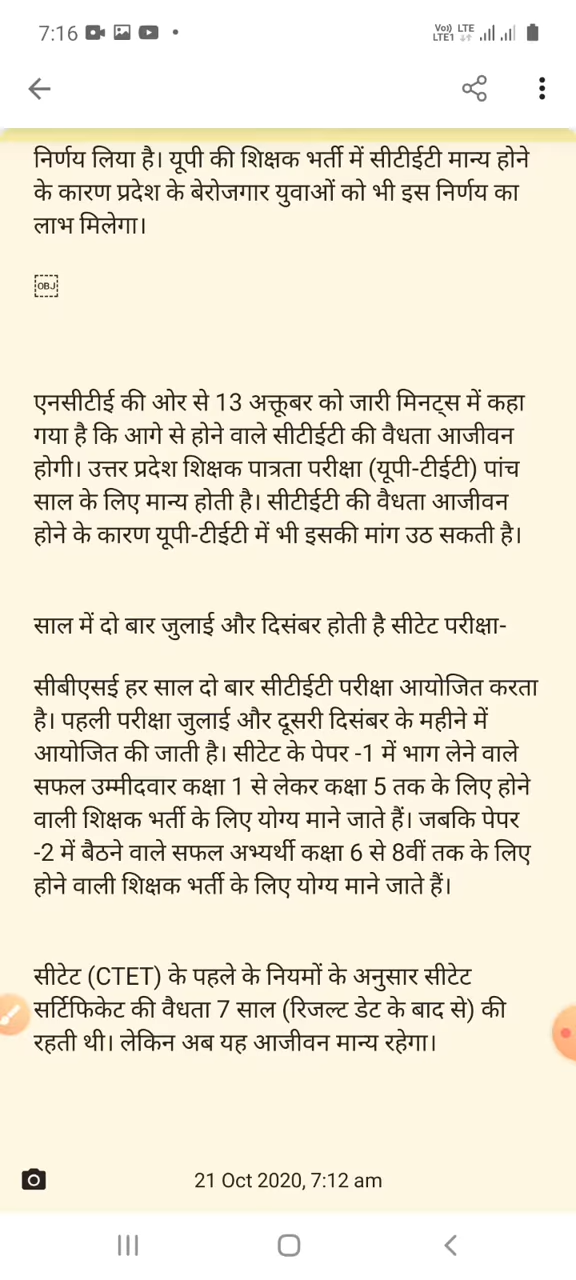 7:16
Vo) LTE
LTE1
निर्णय लिया है। यूपी की शिक्षक भर्ती में सीटीईटी मान्य होने
के कारण प्रदेश के बेरोजगार युवाओं को भी इस निर्णय का
लाभ मिलेगा।
OBJ
एनसीटीई की ओर से 13 अक्तूबर को जारी मिनट्स में कहा
गया है कि आगे से होने वाले सीटीईटी की वैधता आजीवन
होगी। उत्तर प्रदेश शिक्षक पात्रता परीक्षा (यूपी-टीईटी) पांच
साल के लिए मान्य होती है। सीटीईटी की वैधता आजीवन
होने के कारण यूपी-टीईटी में भी इसकी मांग उठ सकती है।
साल में दो बार जुलाई और दिसंबर होती है सीटेट परीक्षा-
सीबीएसई हर साल दो बार सीटीईटी परीक्षा आयोजित करता
है। पहली परीक्षा जुलाई और दूसरी दिसंबर के महीने में
आयोजित की जाती है। सीटेट के पेपर -1 में भाग लेने वाले
सफल उम्मीदवार कक्षा 1 से लेकर कक्षा 5 तक के लिए होने
वाली शिक्षक भर्ती के लिए योग्य माने जाते हैं। जबकि पेपर
-2 में बैठने वाले सफल अभ्यर्थी कक्षा 6 से 8वीं तक के लिए
होने वाली शिक्षक भर्ती के लिए योग्य माने जाते हैं।
सीटेट (CTET) के पहले के नियमों के अनुसार सीटेट
सर्टिफिकेट की वैधता 7 साल (रिजल्ट डेट के बाद से) की
रहती थी। लेकिन अब यह आजीवन मान्य रहेगा।
21 Oct 2020, 7:12 am